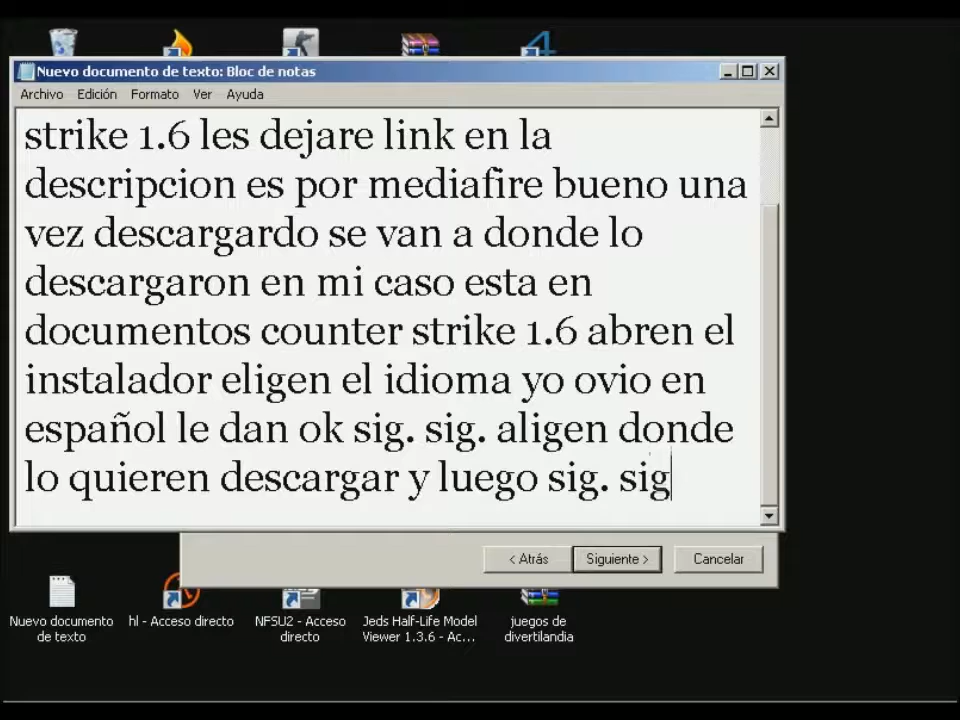 Nuevo documento de texto: Bloc de notas
Archivo Edición Formato Ver Ayuda
strike 1.6 les dejare link en la
descripcion es por mediafire bueno una
vez descargardo se van a donde lo
descargaron en mi caso esta en
documentos counter strike 1.6 abren el
instalador eligen el idioma yo ovio en
español le dan ok sig. sig. aligen donde
lo quieren descargar y luego sig. sig
< Atrás Siguiente > Cancelar
Nuevo documento
de texto
hl - Acceso directo
NFSU2 - Acceso
directo
Jeds Half-Life Model
Viewer 1.3.6 - Ac...
juegos de
divertilandia